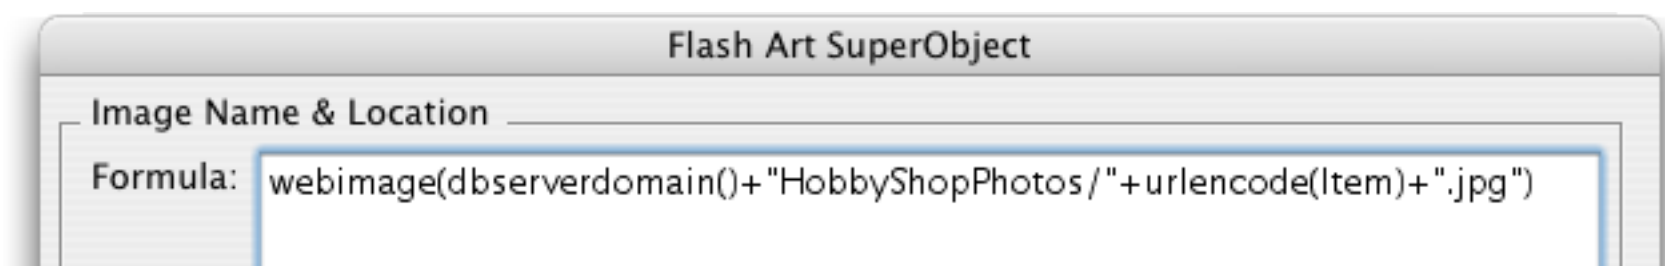 Flash Art SuperObject
Image Name & Location
Formula: webimage(dbserverdomain()+"HobbyShopPhotos/"+urlencode(Item)+".jpg")